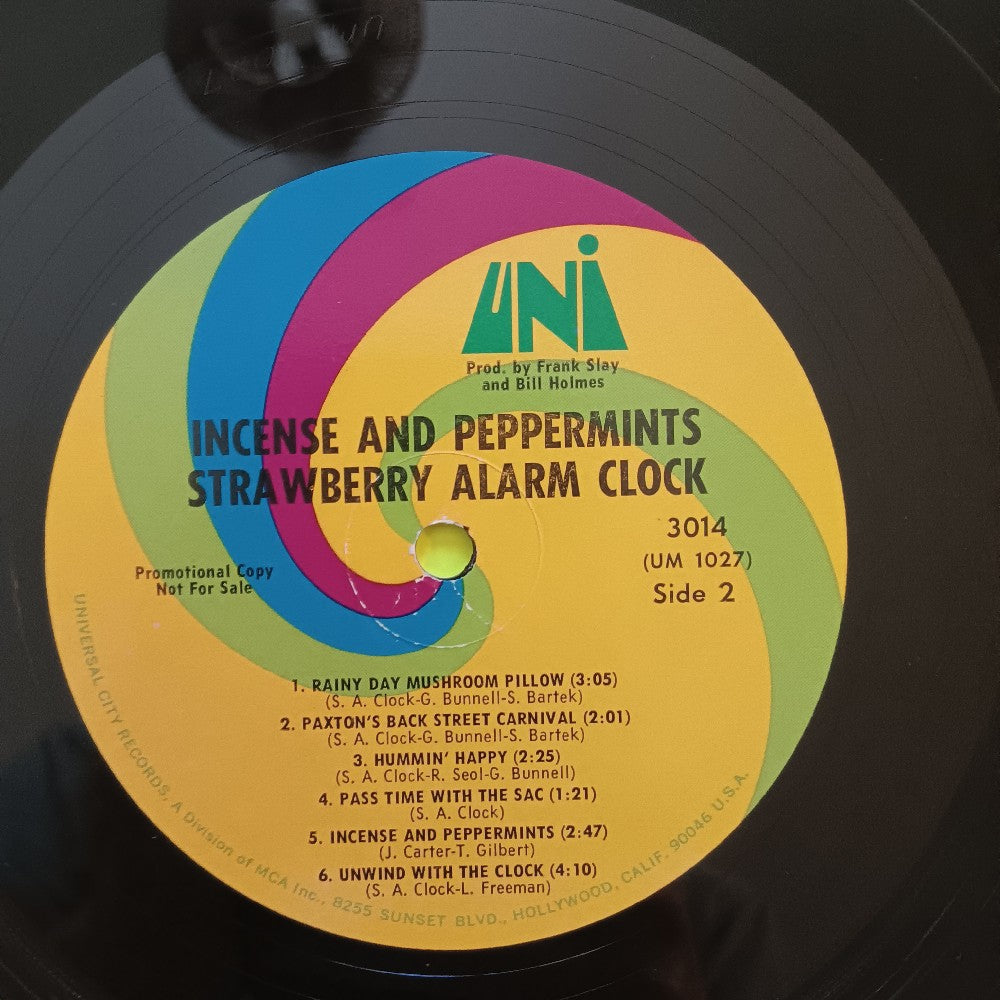 UNI
Prod. by Frank Slay
and Bill Holmes
INCENSE AND PEPPERMINTS
STRAWBERRY ALARM CLOCK
3014
(UM 1027)
Side 2
Promotional Copy
Not For Sale
1. RAINY DAY MUSHROOM PILLOW (3:05)
(S. A. Clock-G. Bunnell-S. Bartek)
2. PAXTON'S BACK STREET CARNIVAL (2:01)
(S. A. Clock-G. Bunnell-S. Bartek)
3. HUMMIN' HAPPY (2:25)
(S. A. Clock-R. Seol-G. Bunnell)
4. PASS TIME WITH THE SAC (1:21)
(S. A. Clock)
5. INCENSE AND PEPPERMINTS (2:47)
(J. Carter-T. Gilbert)
6. UNWIND WITH THE CLOCK (4:10)
(S. A. Clock-L. Freeman)
UNIVERSAL CITY RECORDS, A Division of MCA Inc., 8255 SUNSET BLVD., HOLLYWOOD, CALIF. 90046 U.S.A.